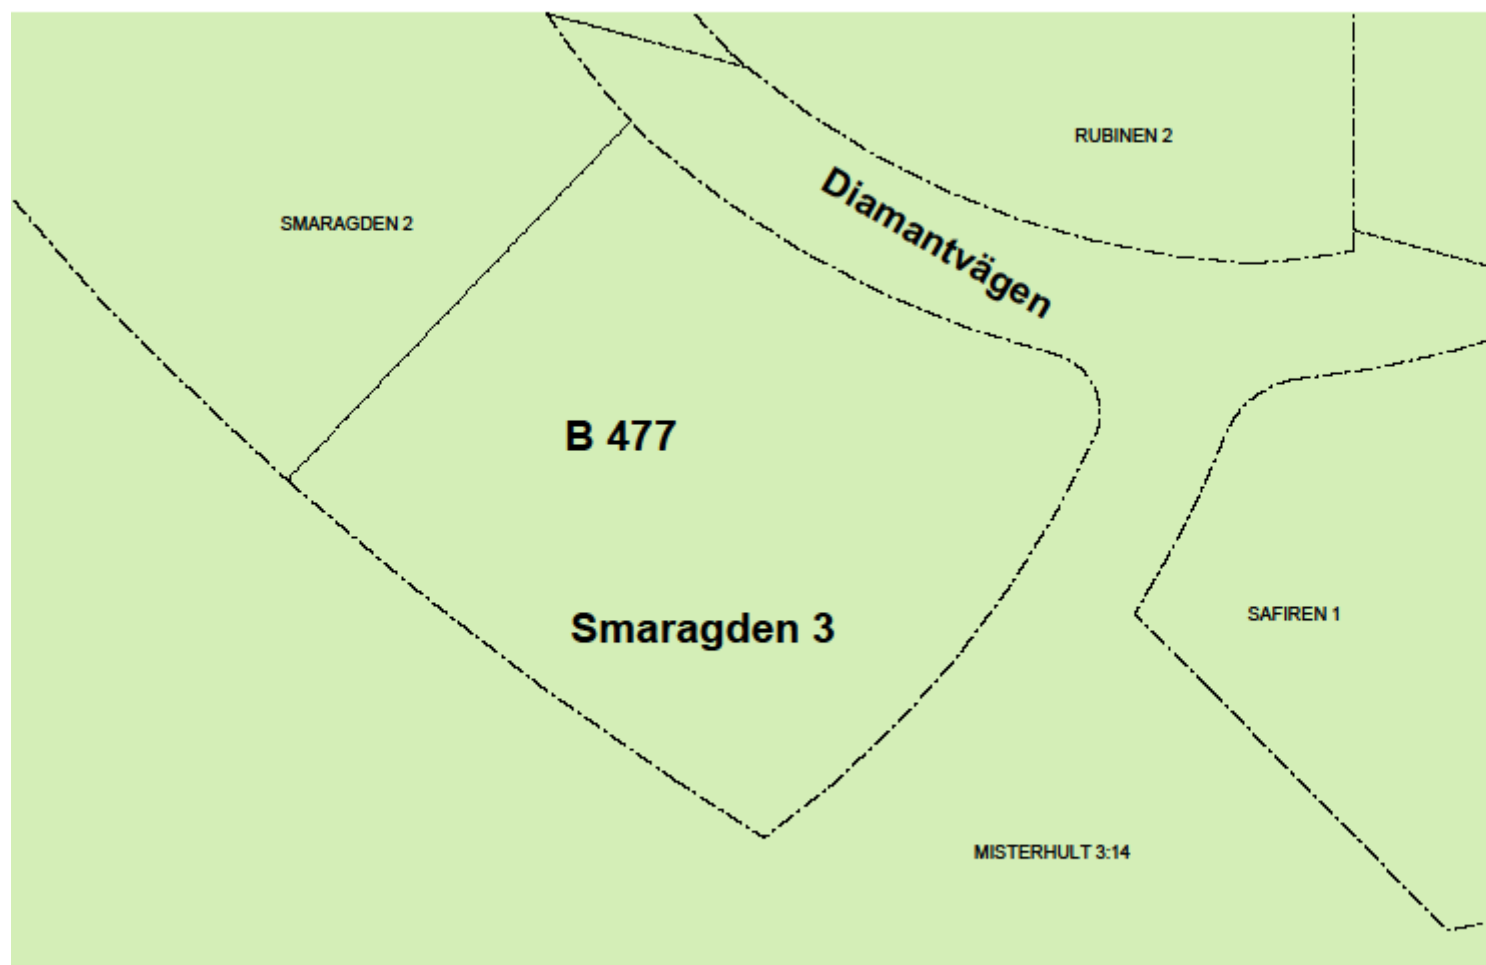 RUBINEN 2
Diamantvägen
SMARAGDEN 2
B 477
Smaragden 3
SAFIREN 1
MISTERHULT 3:14